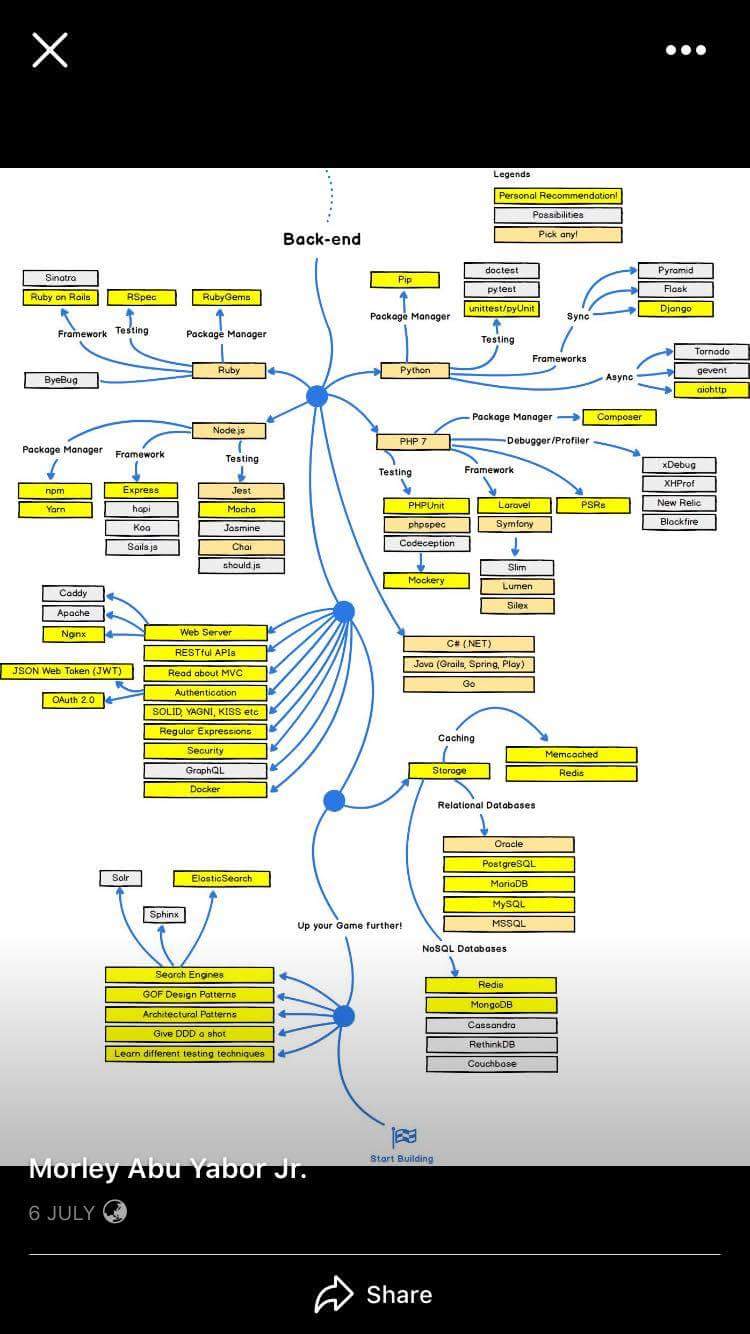 Legends
Personal Recommendation!
Possibilities
Pick any!
Back-end
Sinatra
Ruby on Rails
RSpec
RubyGems
Framework
Testing
Package Manager
ByeBug
Ruby
Pip
Package Manager
doctest
pytest
unittest/pyUnit
Testing
Python
Sync
Frameworks
Async
Pyramid
Flask
Django
Tornado
gevent
aiohttp
Node.js
Package Manager
Framework
Testing
npm
Yarn
Express
hapi
Koa
Sails.js
Jest
Mocha
Jasmine
Chai
should.js
PHP 7
Package Manager
Composer
Debugger/Profiler
Testing
Framework
xDebug
XHProf
New Relic
Blackfire
PHPUnit
phpspec
Codeception
Mockery
Laravel
Symfony
PSRs
Slim
Lumen
Silex
C# (.NET)
Java (Grails, Spring, Play)
Go
Caddy
Apache
Nginx
JSON Web Token (JWT)
OAuth 2.0
Web Server
RESTful APIs
Read about MVC
Authentication
SOLID, YAGNI, KISS etc
Regular Expressions
Security
GraphQL
Docker
Caching
Storage
Memcached
Redis
Relational Databases
Oracle
PostgreSQL
MariaDB
MySQL
MSSQL
NoSQL Databases
Redis
MongoDB
Cassandra
RethinkDB
Couchbase
Up your Game further!
Solr
Sphinx
ElasticSearch
Search Engines
GOF Design Patterns
Architectural Patterns
Give DDD a shot
Learn different testing techniques
Start Building
Morley Abu Yabor Jr.
6 JULY
Share